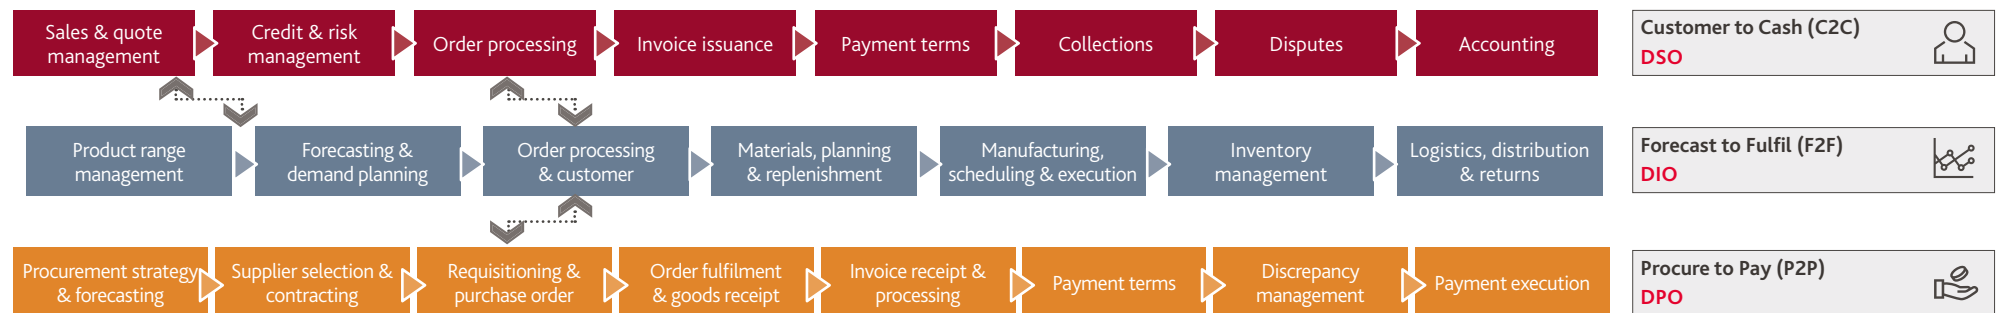 Sales & quote
management
Credit & risk
management
Order processing
Invoice issuance
Payment terms
Collections
Disputes
Accounting
Customer to Cash (C2C)
DSO
Product range
management
Forecasting &
demand planning
Order processing
& customer
Materials, planning
& replenishment
Manufacturing,
scheduling & execution
Inventory
management
Logistics, distribution
& returns
Forecast to Fulfil (F2F)
DIO
Procurement strategy
& forecasting
Supplier selection &
contracting
Requisitioning &
purchase order
Order fulfilment
& goods receipt
Invoice receipt &
processing
Payment terms
Discrepancy
management
Payment execution
Procure to Pay (P2P)
DPO